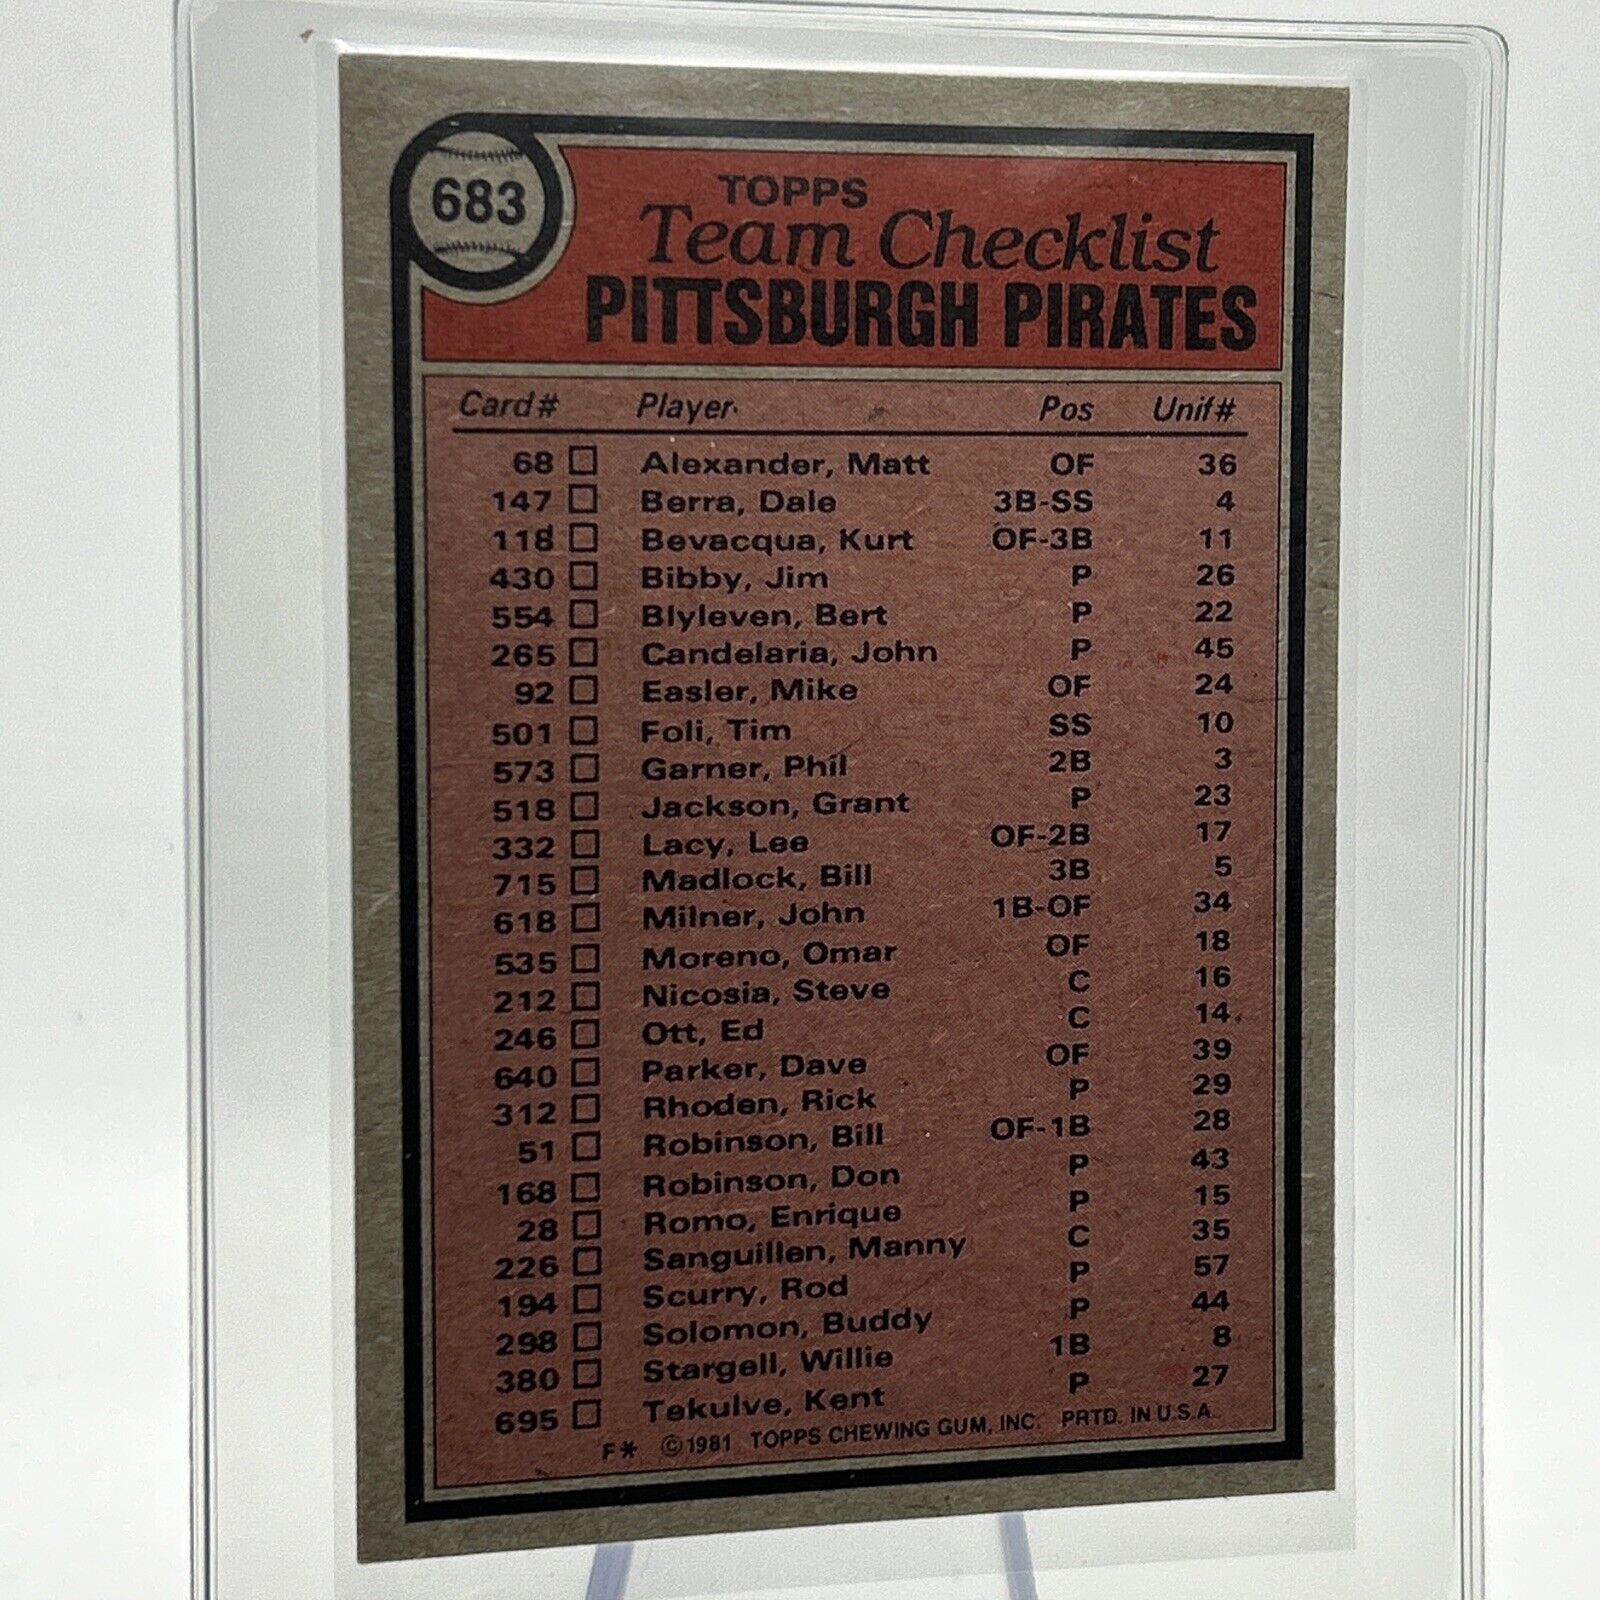 683
TOPPS
Team Checklist
PITTSBURGH PIRATES
Card# Player Pos Unif#
68 Alexander, Matt OF 36
147 Berra, Dale 3B-SS 4
118 Bevacqua, Kurt OF-3B 11
430 Bibby, Jim P 26
554 Blyleven, Bert P 22
265 Candelaria, John P 45
92 Easler, Mike OF 24
501 Foli, Tim SS 10
573 Garner, Phil 2B 3
518 Jackson, Grant P 23
332 Lacy, Lee OF-2B 17
715 Madlock, Bill 3B 5
618 Milner, John 1B-OF 34
535 Moreno, Omar OF 18
212 Nicosia, Steve C 16
246 Ott, Ed C 14
640 Parker, Dave OF 39
312 Rhoden, Rick P 29
51 Robinson, Bill OF-1B 28
168 Robinson, Don P 43
28 Romo, Enrique P 15
226 Sanguillen, Manny C 35
194 Scurry, Rod P 57
298 Solomon, Buddy P 44
380 Stargell, Willie 1B 8
695 Tekulve, Kent P 27
F* ©1981 TOPPS CHEWING GUM, INC. PRTD. IN U.S.A.